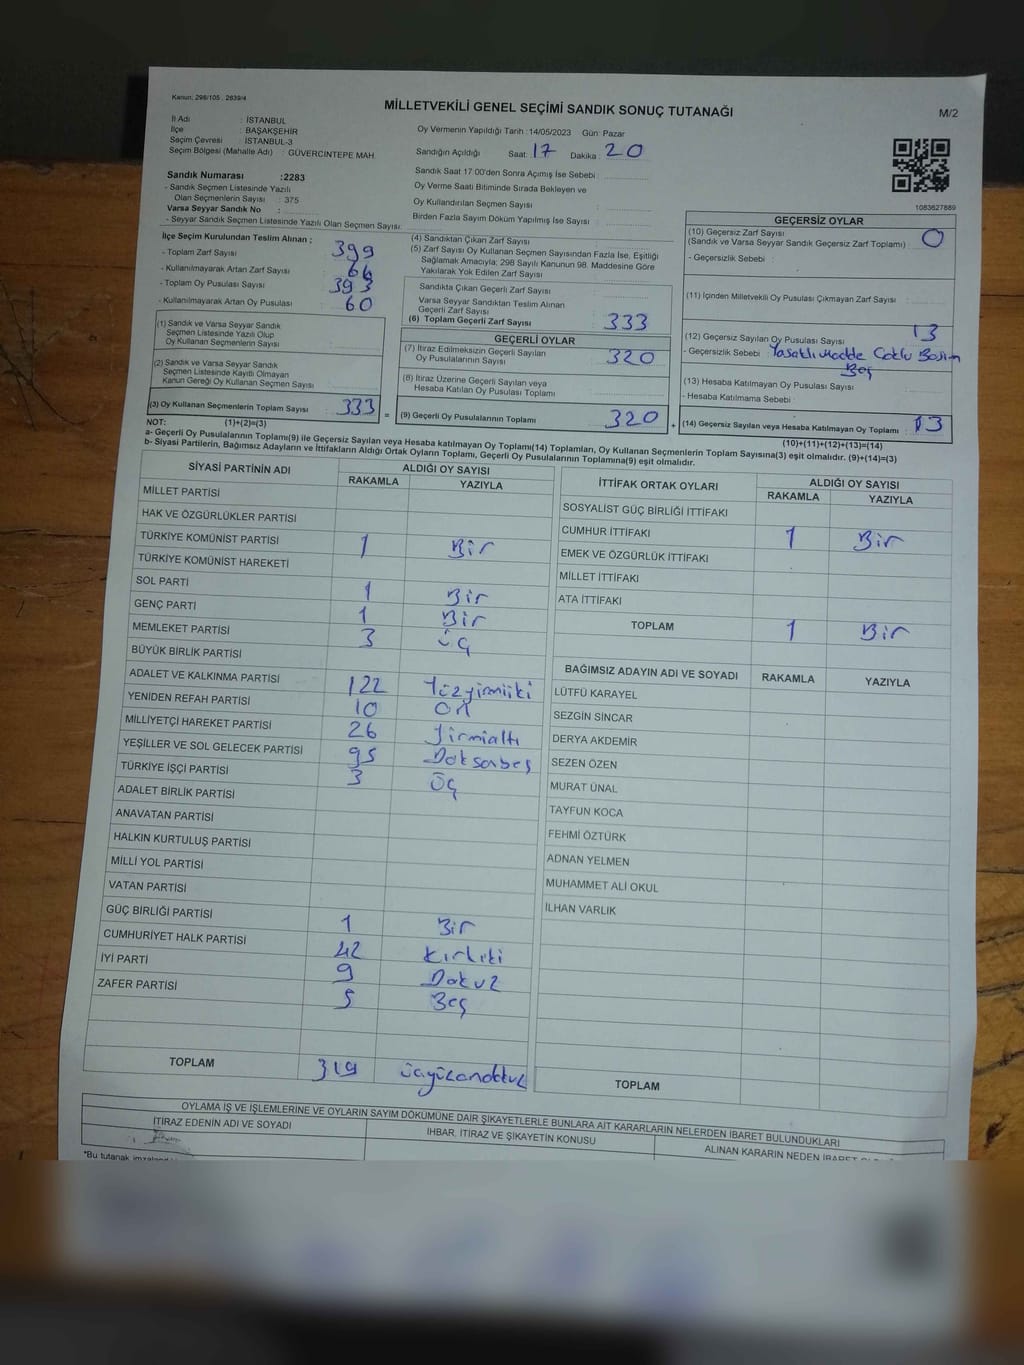 Kanun: 298/105 , 2839/4
MİLLETVEKİLİ GENEL SEÇİMİ SANDIK SONUÇ TUTANAĞI
M/2
İl Adı : İSTANBUL
İlçe : BAŞAKŞEHİR
Seçim Çevresi : İSTANBUL-3
Seçim Bölgesi (Mahalle Adı) : GÜVERCİNTEPE MAH.
Oy Vermenin Yapıldığı Tarih : 14/05/2023 Gün: Pazar
Sandığın Açıldığı Saat: 17 Dakika : 20
Sandık Saat 17:00'den Sonra Açımış İse Sebebi :
Oy Verme Saati Bitiminde Sırada Bekleyen ve
Oy Kullandırılan Seçmen Sayısı :
Birden Fazla Sayım Döküm Yapılmış İse Sayısı :
1083627889
Sandık Numarası :2283
- Sandık Seçmen Listesinde Yazılı
Olan Seçmenlerin Sayısı : 375
Varsa Seyyar Sandık No :
- Seyyar Sandık Seçmen Listesinde Yazılı Olan Seçmen Sayısı:
İlçe Seçim Kurulundan Teslim Alınan ;
- Toplam Zarf Sayısı 399
- Kullanılmayarak Artan Zarf Sayısı 66
- Toplam Oy Pusulası Sayısı 393
- Kullanılmayarak Artan Oy Pusulası 60
(1) Sandık ve Varsa Seyyar Sandık
Seçmen Listesinde Yazılı Olup
Oy Kullanan Seçmenlerin Sayısı
(2) Sandık ve Varsa Seyyar Sandık
Seçmen Listesinde Kayıtlı Olmayan
Kanun Gereği Oy Kullanan Seçmen Sayısı
(3) Oy Kullanan Seçmenlerin Toplam Sayısı 333
(1)+(2)=(3)
(4) Sandıktan Çıkan Zarf Sayısı
(5) Zarf Sayısı Oy Kullanan Seçmen Sayısından Fazla İse, Eşitliği
Sağlamak Amacıyla; 298 Sayılı Kanunun 98. Maddesine Göre
Yakılarak Yok Edilen Zarf Sayısı
Sandıkta Çıkan Geçerli Zarf Sayısı
Varsa Seyyar Sandıktan Teslim Alınan
Geçerli Zarf Sayısı
(6) Toplam Geçerli Zarf Sayısı 333
GEÇERLİ OYLAR
(7) İtiraz Edilmeksizin Geçerli Sayılan
Oy Pusulalarının Sayısı 320
(8) İtiraz Üzerine Geçerli Sayılan veya
Hesaba Katılan Oy Pusulası Toplamı
= (9) Geçerli Oy Pusulalarının Toplamı 320
GEÇERSİZ OYLAR
(10) Geçersiz Zarf Sayısı
(Sandık ve Varsa Seyyar Sandık Geçersiz Zarf Toplamı) : 0
- Geçersizlik Sebebi :
(11) İçinden Milletvekili Oy Pusulası Çıkmayan Zarf Sayısı :
(12) Geçersiz Sayılan Oy Pusulası Sayısı : 13
- Geçersizlik Sebebi : Yasaklı Madde Çoklu Basım
Boş
(13) Hesaba Katılmayan Oy Pusulası Sayısı :
- Hesaba Katılmama Sebebi :
+ (14) Geçersiz Sayılan veya Hesaba Katılmayan Oy Toplamı : 13
(10)+(11)+(12)+(13)=(14)
NOT:
a- Geçerli Oy Pusulalarının Toplamı(9) ile Geçersiz Sayılan veya Hesaba katılmayan Oy Toplamı(14) Toplamları, Oy Kullanan Seçmenlerin Toplam Sayısına(3) eşit olmalıdır. (9)+(14)=(3)
b- Siyasi Partilerin, Bağımsız Adayların ve İttifakların Aldığı Ortak Oyların Toplamı, Geçerli Oy Pusulalarının Toplamına(9) eşit olmalıdır.
SİYASİ PARTİNİN ADI
ALDIĞI OY SAYISI
RAKAMLA YAZIYLA
MİLLET PARTİSİ
HAK VE ÖZGÜRLÜKLER PARTİSİ
TÜRKİYE KOMÜNİST PARTİSİ 1 Bir
TÜRKİYE KOMÜNİST HAREKETİ
SOL PARTİ 1 Bir
GENÇ PARTİ 1 Bir
MEMLEKET PARTİSİ 3 üç
BÜYÜK BİRLİK PARTİSİ
ADALET VE KALKINMA PARTİSİ 122 Yüzyirmiiki
YENİDEN REFAH PARTİSİ 10 On
MİLLİYETÇİ HAREKET PARTİSİ 26 Yirmialtı
YEŞİLLER VE SOL GELECEK PARTİSİ 95 Doksanbeş
TÜRKİYE İŞÇİ PARTİSİ 3 Üç
ADALET BİRLİK PARTİSİ
ANAVATAN PARTİSİ
HALKIN KURTULUŞ PARTİSİ
MİLLİ YOL PARTİSİ
VATAN PARTİSİ
GÜÇ BİRLİĞİ PARTİSİ 1 Bir
CUMHURİYET HALK PARTİSİ 42 Kırkiki
İYİ PARTİ 9 Dokuz
ZAFER PARTİSİ 5 Beş
TOPLAM 319 üçyüzondokuz
İTTİFAK ORTAK OYLARI
ALDIĞI OY SAYISI
RAKAMLA YAZIYLA
SOSYALİST GÜÇ BİRLİĞİ İTTİFAKI
CUMHUR İTTİFAKI 1 Bir
EMEK VE ÖZGÜRLÜK İTTİFAKI
MİLLET İTTİFAKI
ATA İTTİFAKI
TOPLAM 1 Bir
BAĞIMSIZ ADAYIN ADI VE SOYADI RAKAMLA YAZIYLA
LÜTFÜ KARAYEL
SEZGİN SİNCAR
DERYA AKDEMİR
SEZEN ÖZEN
MURAT ÜNAL
TAYFUN KOCA
FEHMİ ÖZTÜRK
ADNAN YELMEN
MUHAMMET ALİ OKUL
İLHAN VARLIK
TOPLAM
OYLAMA İŞ VE İŞLEMLERİNE VE OYLARIN SAYIM DÖKÜMÜNE DAİR ŞİKAYETLERLE BUNLARA AİT KARARLARIN NELERDEN İBARET BULUNDUKLARI
İTİRAZ EDENİN ADI VE SOYADI
İHBAR, İTİRAZ VE ŞİKAYETİN KONUSU
ALINAN KARARIN NEDEN İBARET
*Bu tutanak